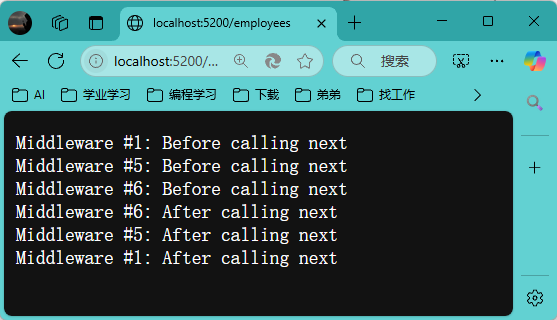 localhost:5200/employees
localhost:5200/...
搜索
AI
学业学习
编程学习
下载
弟弟
找工作
Middleware #1: Before calling next
Middleware #5: Before calling next
Middleware #6: Before calling next
Middleware #6: After calling next
Middleware #5: After calling next
Middleware #1: After calling next